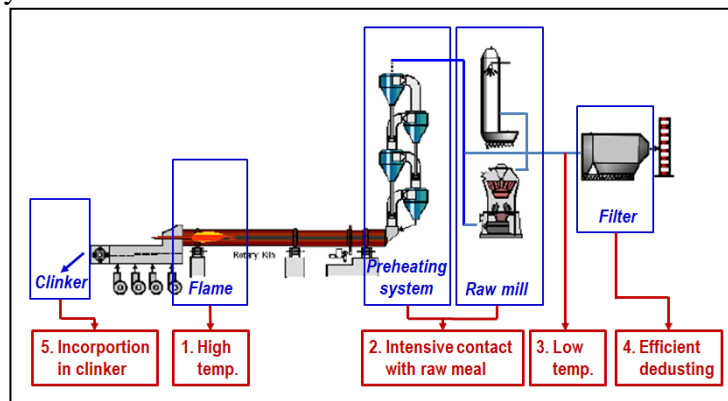 Rotary Kiln
Clinker
Flame
Preheating
system
Raw mill
Filter
5. Incorportion
in clinker
1. High
temp.
2. Intensive contact
with raw meal
3. Low
temp.
4. Efficient
dedusting